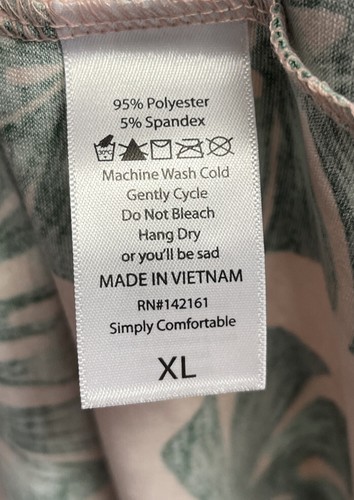 95% Polyester
5% Spandex
Machine Wash Cold
Gently Cycle
Do Not Bleach
Hang Dry
or you'll be sad
MADE IN VIETNAM
RN#142161
Simply Comfortable
XL